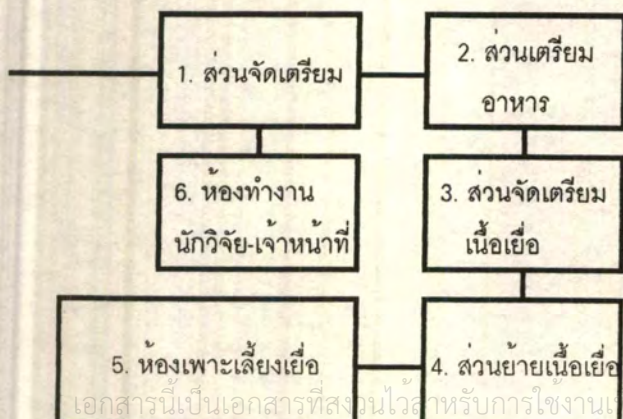 1. ส่วนจัดเตรียม
2. ส่วนเตรียม
อาหาร
6. ห้องทำงาน
นักวิจัย-เจ้าหน้าที่
3. ส่วนจัดเตรียม
เนื้อเยื่อ
5. ห้องเพาะเลี้ยงเยื่อ
4. ส่วนย้ายเนื้อเยื่อ
เอกสารนี้เป็นเอกสารที่สงวนไว้สำหรับการใช้งานเ